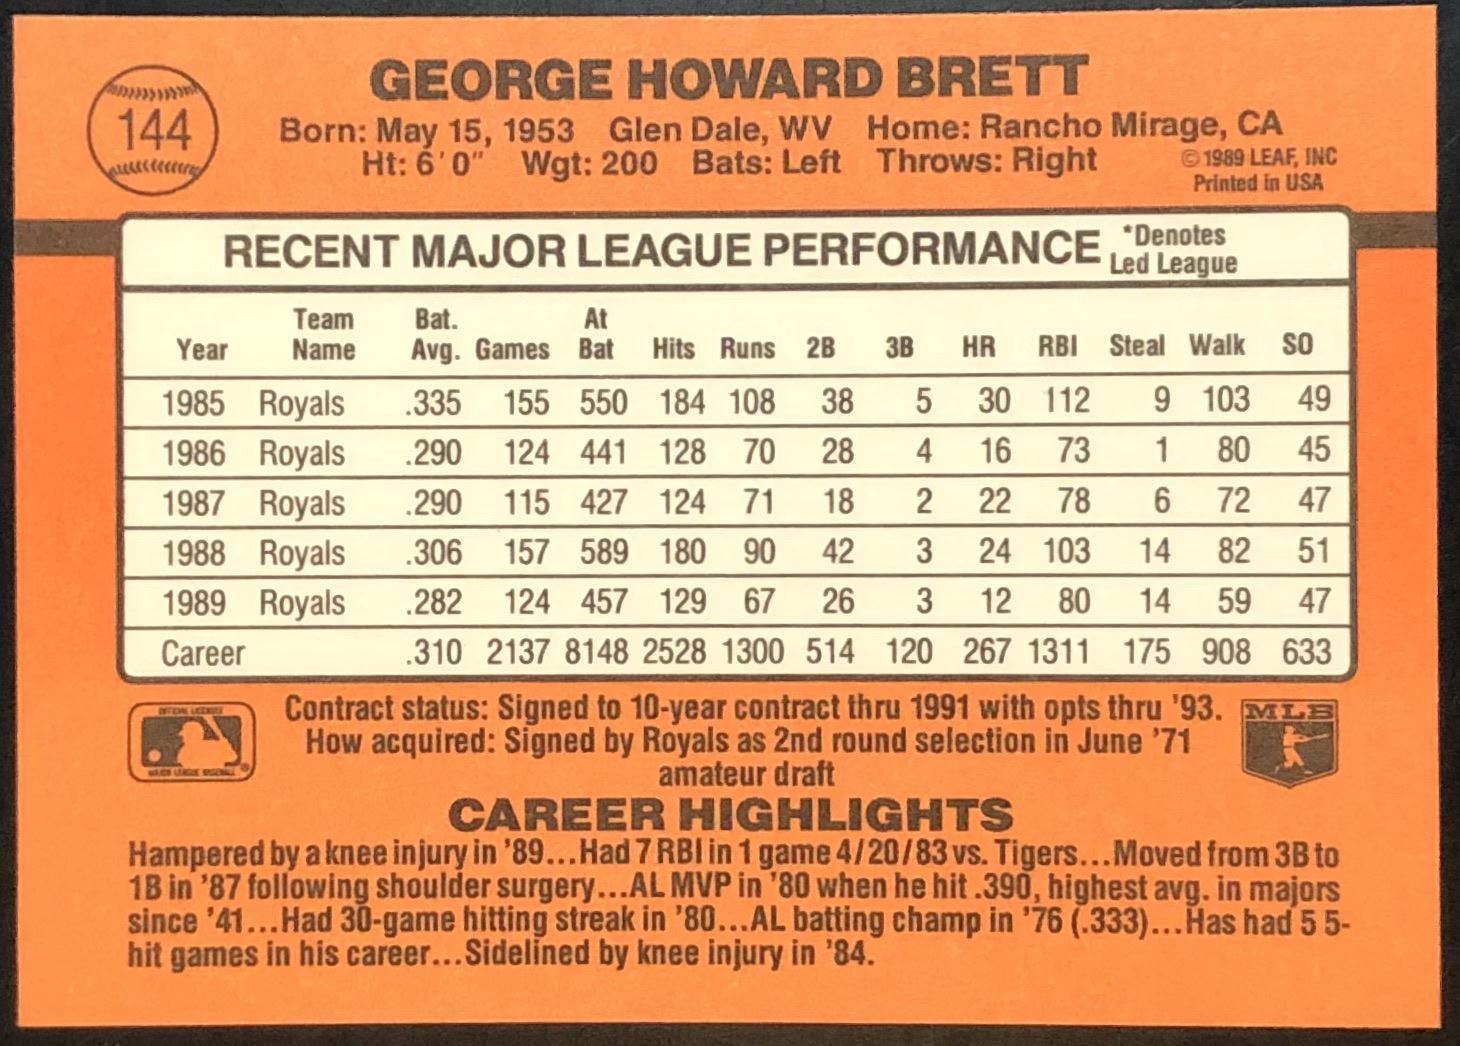 144
GEORGE HOWARD BRETT
Born: May 15, 1953 Glen Dale, WV Home: Rancho Mirage, CA
Ht: 6'0" Wgt: 200 Bats: Left Throws: Right
© 1989 LEAF, INC
Printed in USA
RECENT MAJOR LEAGUE PERFORMANCE *Denotes
Led League
Year Team Name Bat. Avg. Games At Bat Hits Runs 2B 3B HR RBI Steal Walk SO
1985 Royals .335 155 550 184 108 38 5 30 112 9 103 49
1986 Royals .290 124 441 128 70 28 4 16 73 1 80 45
1987 Royals .290 115 427 124 71 18 2 22 78 6 72 47
1988 Royals .306 157 589 180 90 42 3 24 103 14 82 51
1989 Royals .282 124 457 129 67 26 3 12 80 14 59 47
Career .310 2137 8148 2528 1300 514 120 267 1311 175 908 633
Contract status: Signed to 10-year contract thru 1991 with opts thru '93.
How acquired: Signed by Royals as 2nd round selection in June '71
amateur draft
OFFICIAL LICENSEE
MAJOR LEAGUE BASEBALL
®
MLB
CAREER HIGHLIGHTS
Hampered by a knee injury in '89...Had 7 RBI in 1 game 4/20/83 vs. Tigers...Moved from 3B to
1B in '87 following shoulder surgery...AL MVP in '80 when he hit .390, highest avg. in majors
since '41...Had 30-game hitting streak in '80...AL batting champ in '76 (.333)...Has had 5 5-
hit games in his career...Sidelined by knee injury in '84.